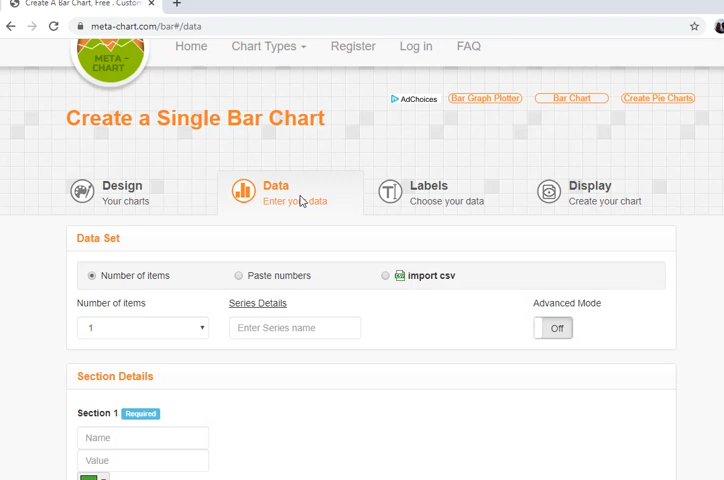 Create A Bar Chart, Free . Custom
meta-chart.com/bar#/data
META -
CHART
Home Chart Types Register Log in FAQ
AdChoices Bar Graph Plotter Bar Chart Create Pie Charts
Create a Single Bar Chart
Design
Your charts
Data
Enter your data
Labels
Choose your data
Display
Create your chart
Data Set
Number of items Paste numbers import csv
Number of items Series Details Advanced Mode
1 Enter Series name Off
Section Details
Section 1 Required
Name
Value